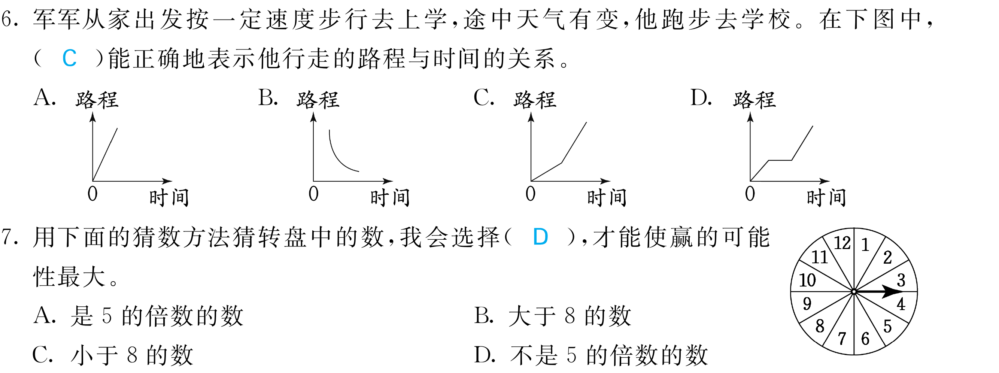 6. 军军从家出发按一定速度步行去上学,途中天气有变,他跑步去学校。在下图中,
( C )能正确地表示他行走的路程与时间的关系。
A. 路程 0 时间
B. 路程 0 时间
C. 路程 0 时间
D. 路程 0 时间
7. 用下面的猜数方法猜转盘中的数,我会选择( D ),才能使赢的可能
性最大。
A. 是 5 的倍数的数
B. 大于 8 的数
C. 小于 8 的数
D. 不是 5 的倍数的数
12 1 2 3 4 5 6 7 8 9 10 11